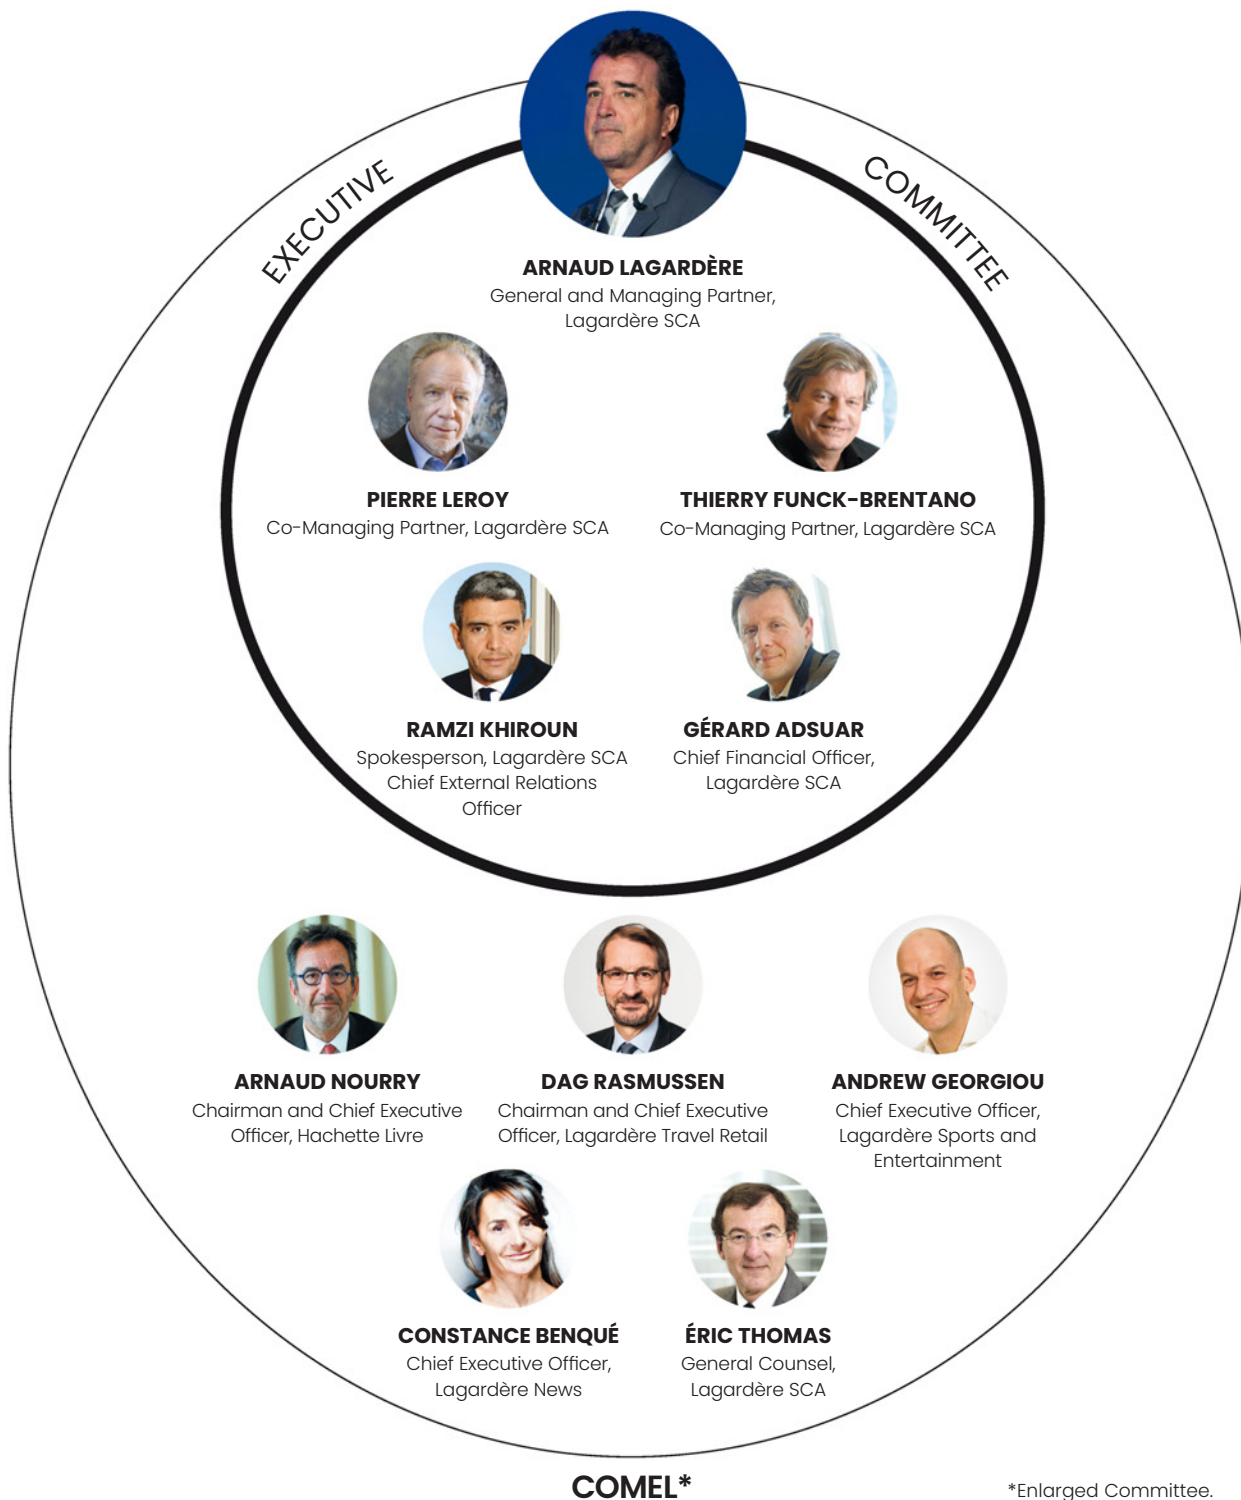 EXECUTIVE
COMMITTEE
ARNAUD LAGARDÈRE
General and Managing Partner,
Lagardère SCA
PIERRE LEROY
Co-Managing Partner, Lagardère SCA
THIERRY FUNCK-BRENTANO
Co-Managing Partner, Lagardère SCA
RAMZI KHIROUN
Spokesperson, Lagardère SCA
Chief External Relations
Officer
GÉRARD ADSUAR
Chief Financial Officer,
Lagardère SCA
ARNAUD NOURRY
Chairman and Chief Executive
Officer, Hachette Livre
DAG RASMUSSEN
Chairman and Chief Executive
Officer, Lagardère Travel Retail
ANDREW GEORGIOU
Chief Executive Officer,
Lagardère Sports and
Entertainment
CONSTANCE BENQUÉ
Chief Executive Officer,
Lagardère News
ÉRIC THOMAS
General Counsel,
Lagardère SCA
COMEL*
*Enlarged Committee.